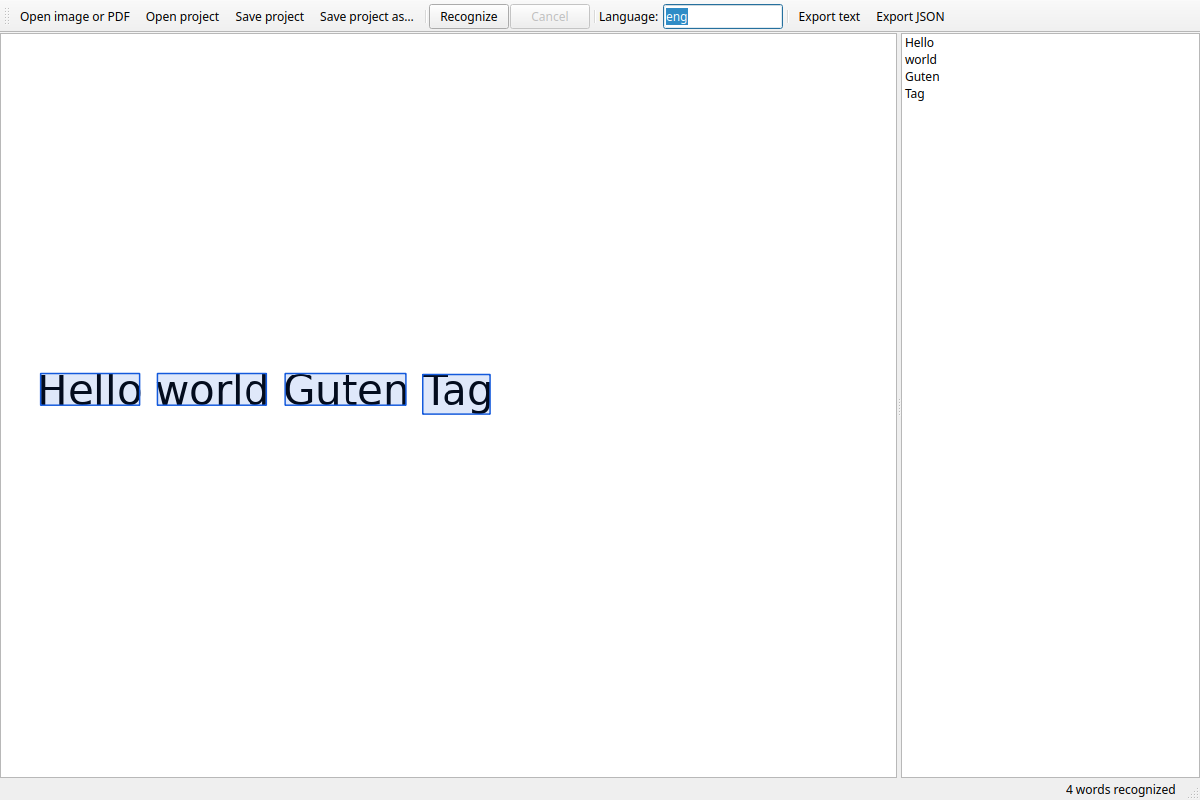 Open image or PDF Open project Save project Save project as... Recognize Cancel Language: eng Export text Export JSON
Hello world Guten Tag
Hello
world
Guten
Tag
4 words recognized